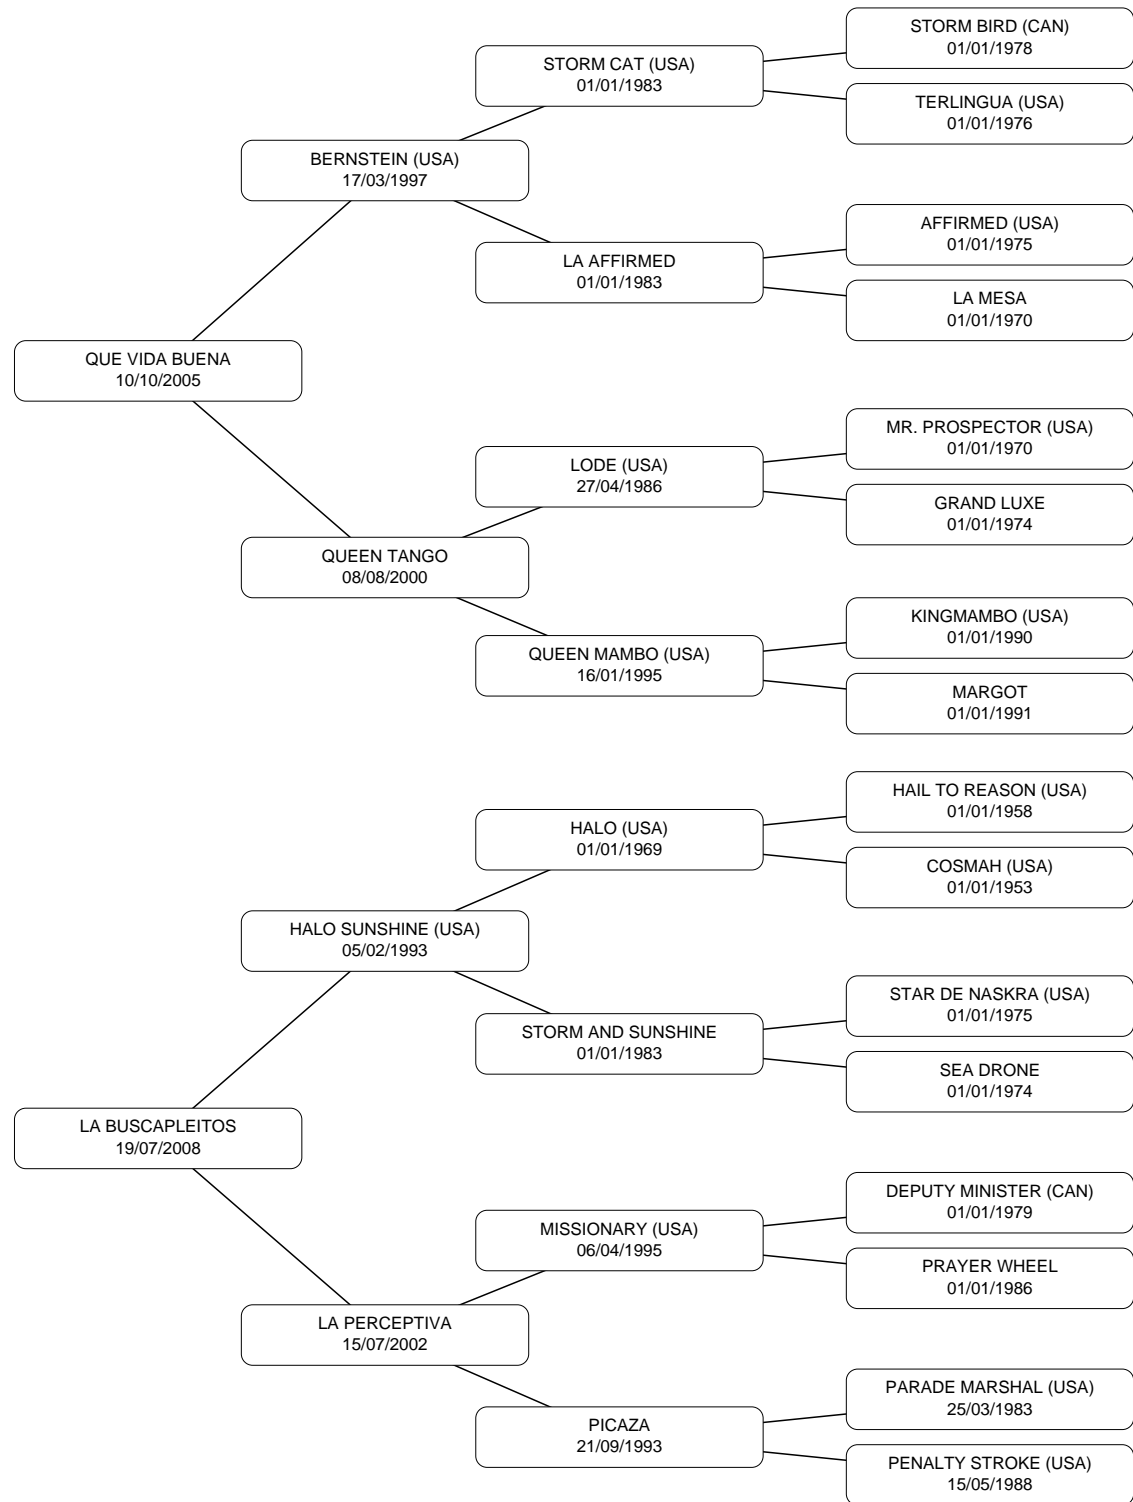 STORM BIRD (CAN)
01/01/1978
STORM CAT (USA)
01/01/1983
TERLINGUA (USA)
01/01/1976
BERNSTEIN (USA)
17/03/1997
AFFIRMED (USA)
01/01/1975
LA AFFIRMED
01/01/1983
LA MESA
01/01/1970
QUE VIDA BUENA
10/10/2005
MR. PROSPECTOR (USA)
01/01/1970
LODE (USA)
27/04/1986
GRAND LUXE
01/01/1974
QUEEN TANGO
08/08/2000
KINGMAMBO (USA)
01/01/1990
QUEEN MAMBO (USA)
16/01/1995
MARGOT
01/01/1991
HAIL TO REASON (USA)
01/01/1958
HALO (USA)
01/01/1969
COSMAH (USA)
01/01/1953
HALO SUNSHINE (USA)
05/02/1993
STAR DE NASKRA (USA)
01/01/1975
STORM AND SUNSHINE
01/01/1983
SEA DRONE
01/01/1974
LA BUSCAPLEITOS
19/07/2008
DEPUTY MINISTER (CAN)
01/01/1979
MISSIONARY (USA)
06/04/1995
PRAYER WHEEL
01/01/1986
LA PERCEPTIVA
15/07/2002
PARADE MARSHAL (USA)
25/03/1983
PICAZA
21/09/1993
PENALTY STROKE (USA)
15/05/1988